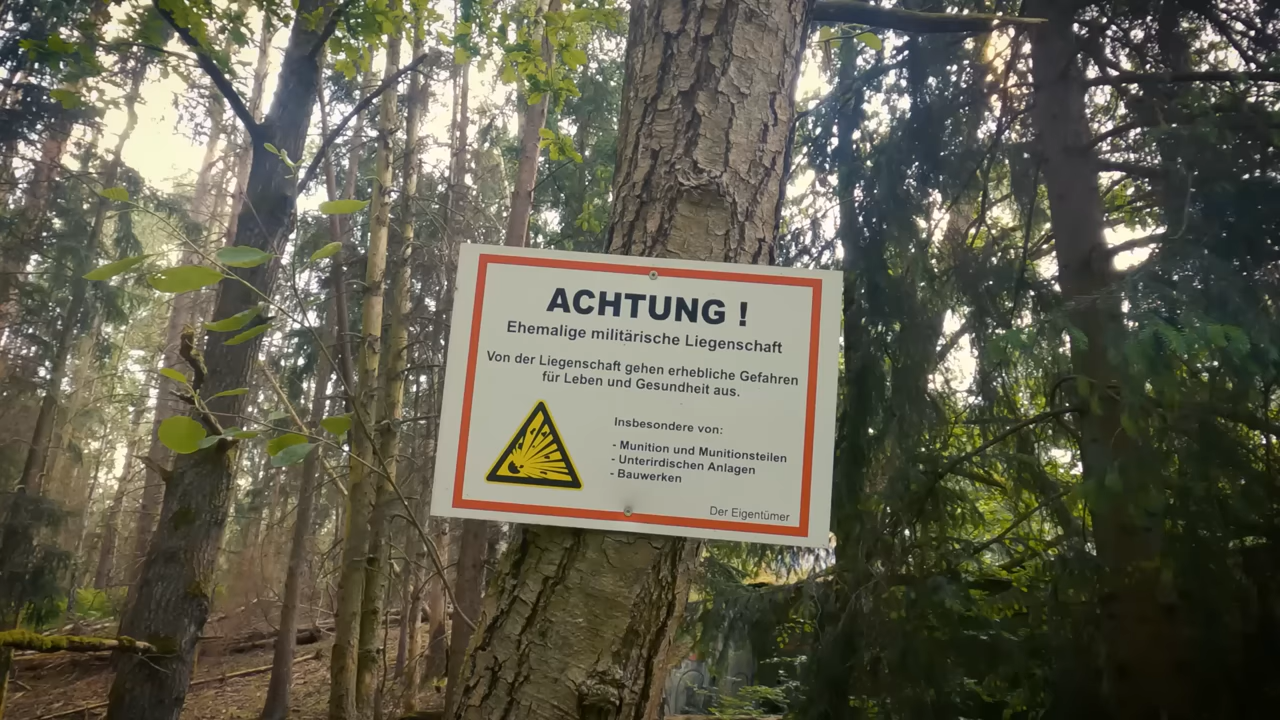 ACHTUNG !
Ehemalige militärische Liegenschaft
Von der Liegenschaft gehen erhebliche Gefahren
für Leben und Gesundheit aus.
Insbesondere von:
- Munition und Munitionsteilen
- Unterirdischen Anlagen
- Bauwerken
Der Eigentümer